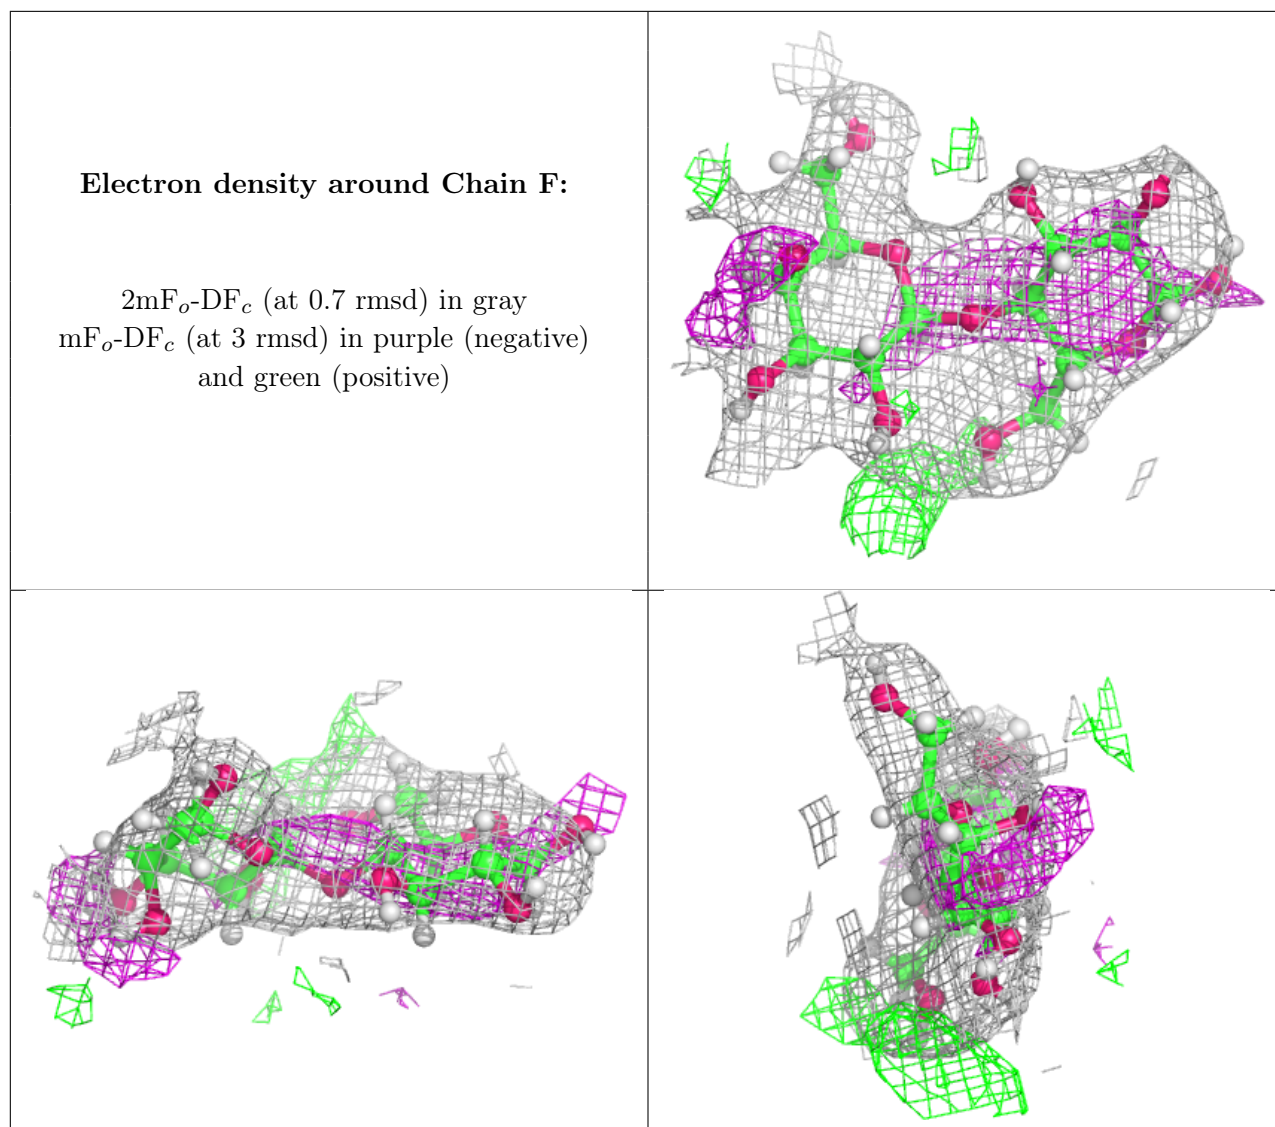 Electron density around Chain F:
2mFo-DFc (at 0.7 rmsd) in gray
mFo-DFc (at 3 rmsd) in purple (negative)
and green (positive)